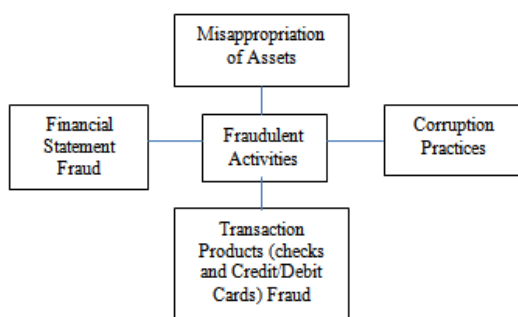 Misappropriation
of Assets
Financial
Statement
Fraud
Fraudulent
Activities
Corruption
Practices
Transaction
Products (checks
and Credit/Debit
Cards) Fraud